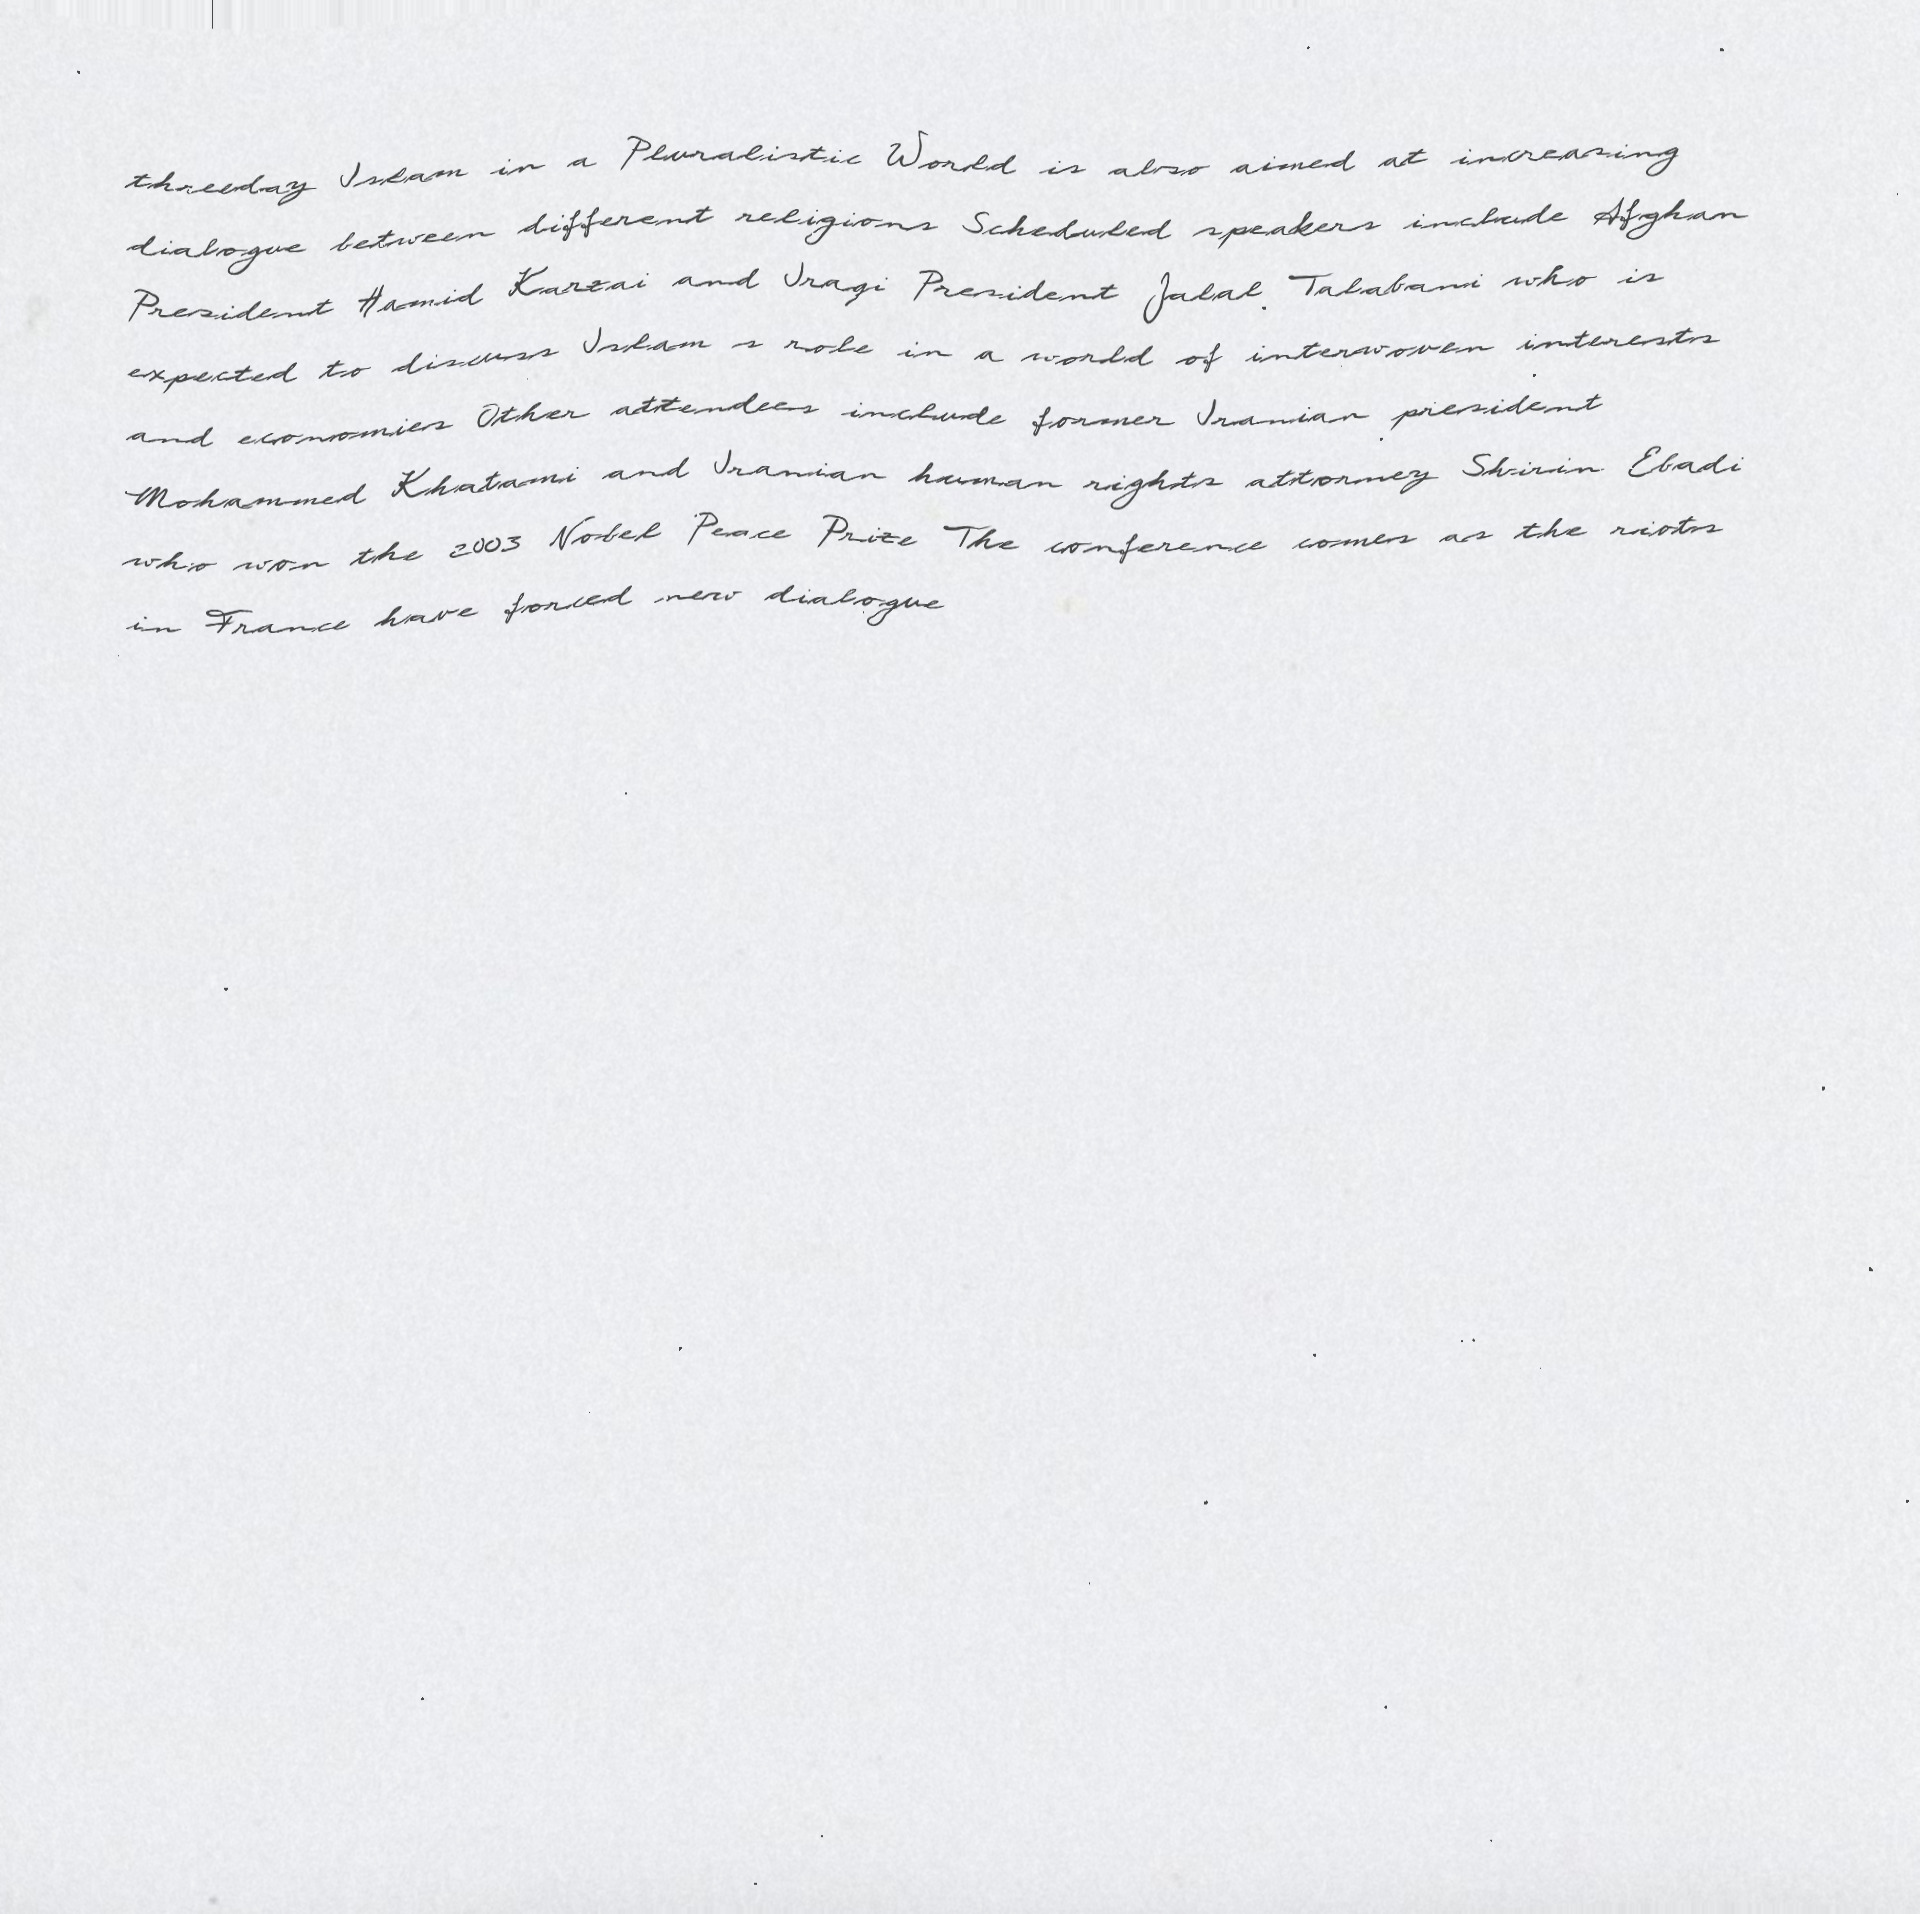 threeday Islam in a Pluralistic World is also aimed at increasing
dialogue between different religions Scheduled speakers include Afghan
President Hamid Karzai and Iraqi President Jalal Talabani who is
expected to discuss Islam s role in a world of interwoven interests
and economies Other attendees include former Iranian president
Mohammed Khatami and Iranian human rights attorney Shirin Ebadi
who won the 2003 Nobel Peace Prize The conference comes as the riots
in France have forced new dialogue